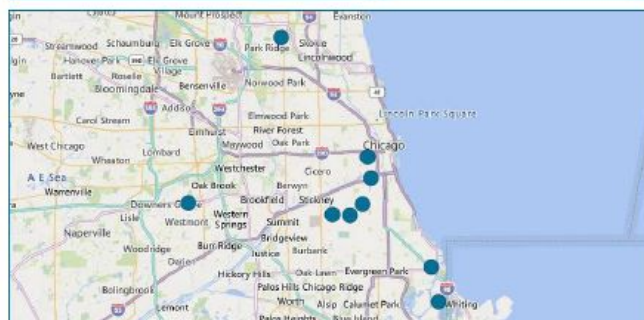 Mount Prospect
Evanston
Schaumburg
Elk Grove
Skokie
Streamwood
Park Ridge
Hanover Park
Elk Grove
Village
Lincolnwood
Bartlett
Roselle
Bensenville
Norwood Park
Bloomingdale
Addison
Lincoln Park Square
Carol Stream
Elmwood Park
River Forest
Elmhurst
West Chicago
Lombard
Maywood
Oak Park
Chicago
Wheaton
Westchester
Cicero
A E Sea
Oak Brook
Berwyn
Warrenville
Brookfield
Stickney
Downers Grove
Lisle
Westmont
Western
Springs
Summit
Naperville
Bridgeview
Woodridge
Burr Ridge
Justice
Burbank
Darien
Hickory Hills
Oak Lawn
Evergreen Park
Bolingbrook
Palos Hills
Chicago Ridge
Lemont
Worth
Alsip
Calumet Park
Whiting
Palos Heights
Blue Island